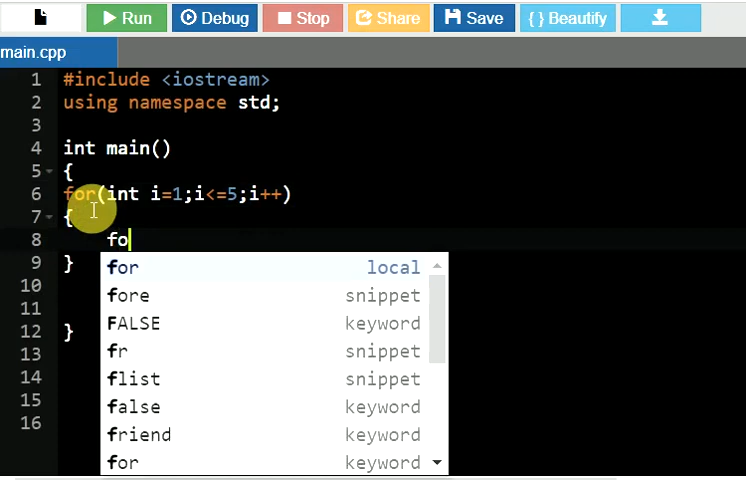 Run Debug Stop Share Save { } Beautify
main.cpp
1 #include <iostream>
2 using namespace std;
3
4 int main()
5 {
6 for(int i=1;i<=5;i++)
7 {
8 fo
9 }
10
11
12 }
13
14
15
16
for local
fore snippet
FALSE keyword
fr snippet
flist snippet
false keyword
friend keyword
for keyword